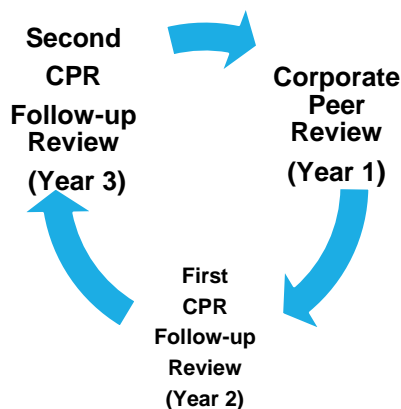 Second
CPR
Follow-up
Review
(Year 3)
Corporate
Peer
Review
(Year 1)
First
CPR
Follow-up
Review
(Year 2)